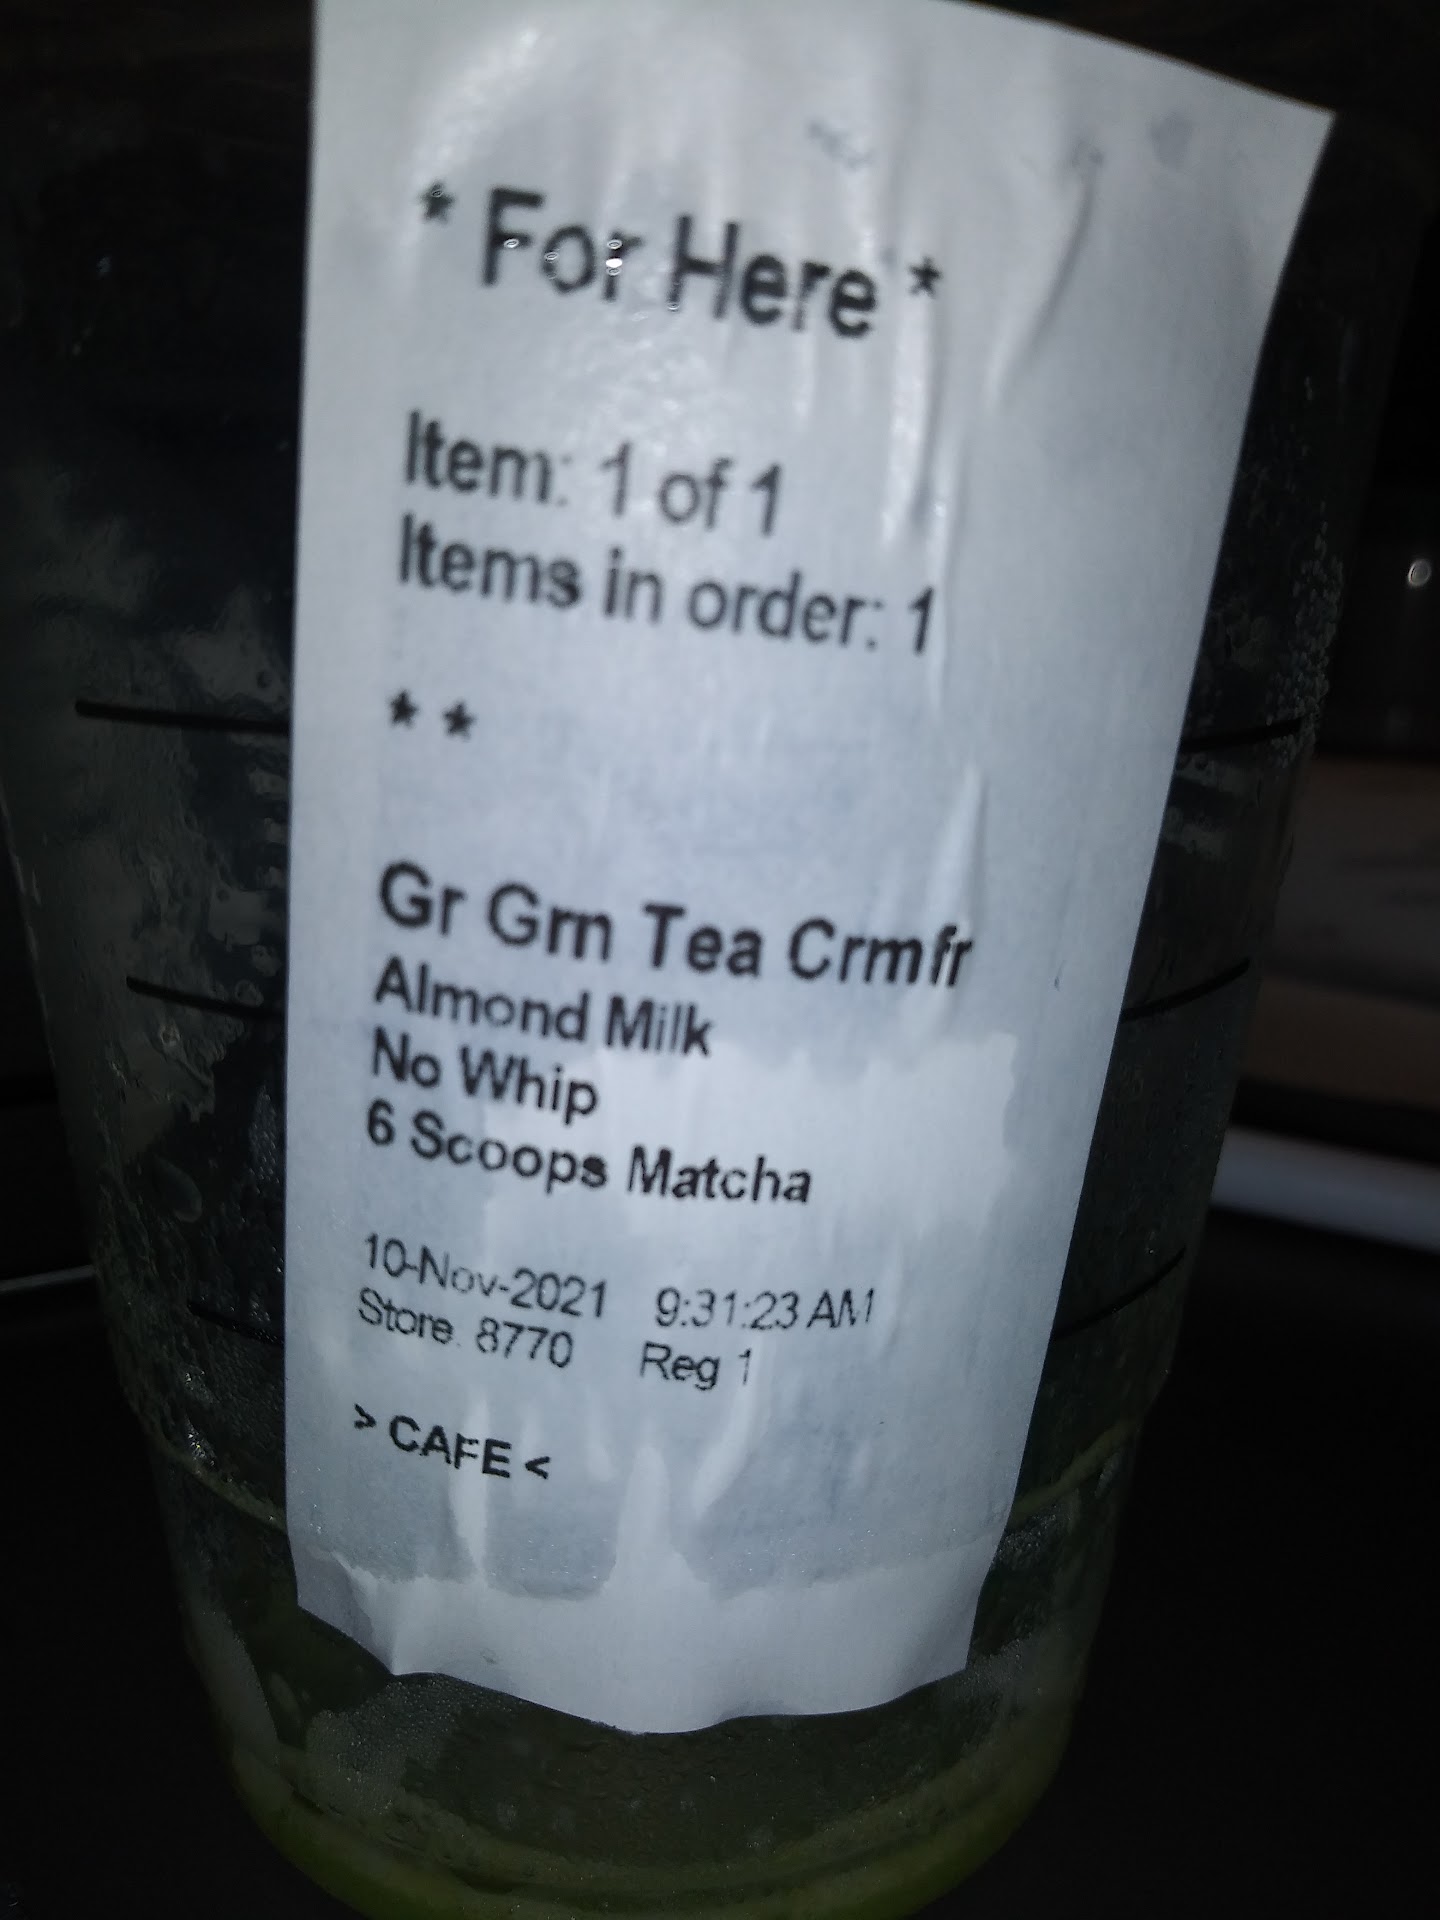 * For Here *
Item: 1 of 1
Items in order: 1
* *
Gr Grn Tea Crmfr
Almond Milk
No Whip
6 Scoops Matcha
10-Nov-2021 9:31:23 AM
Store: 8770 Reg 1
> CAFE <